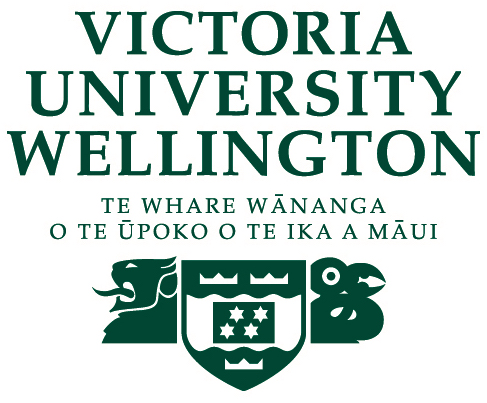 VICTORIA
UNIVERSITY
WELLINGTON
TE WHARE WĀNANGA
O TE ŪPOKO O TE IKA A MĀUI